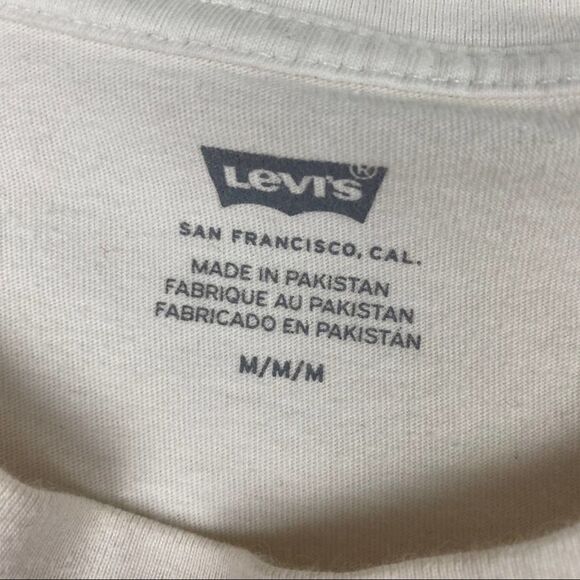 Levi's®
SAN FRANCISCO, CAL.
MADE IN PAKISTAN
FABRIQUE AU PAKISTAN
FABRICADO EN PAKISTÁN
M/M/M